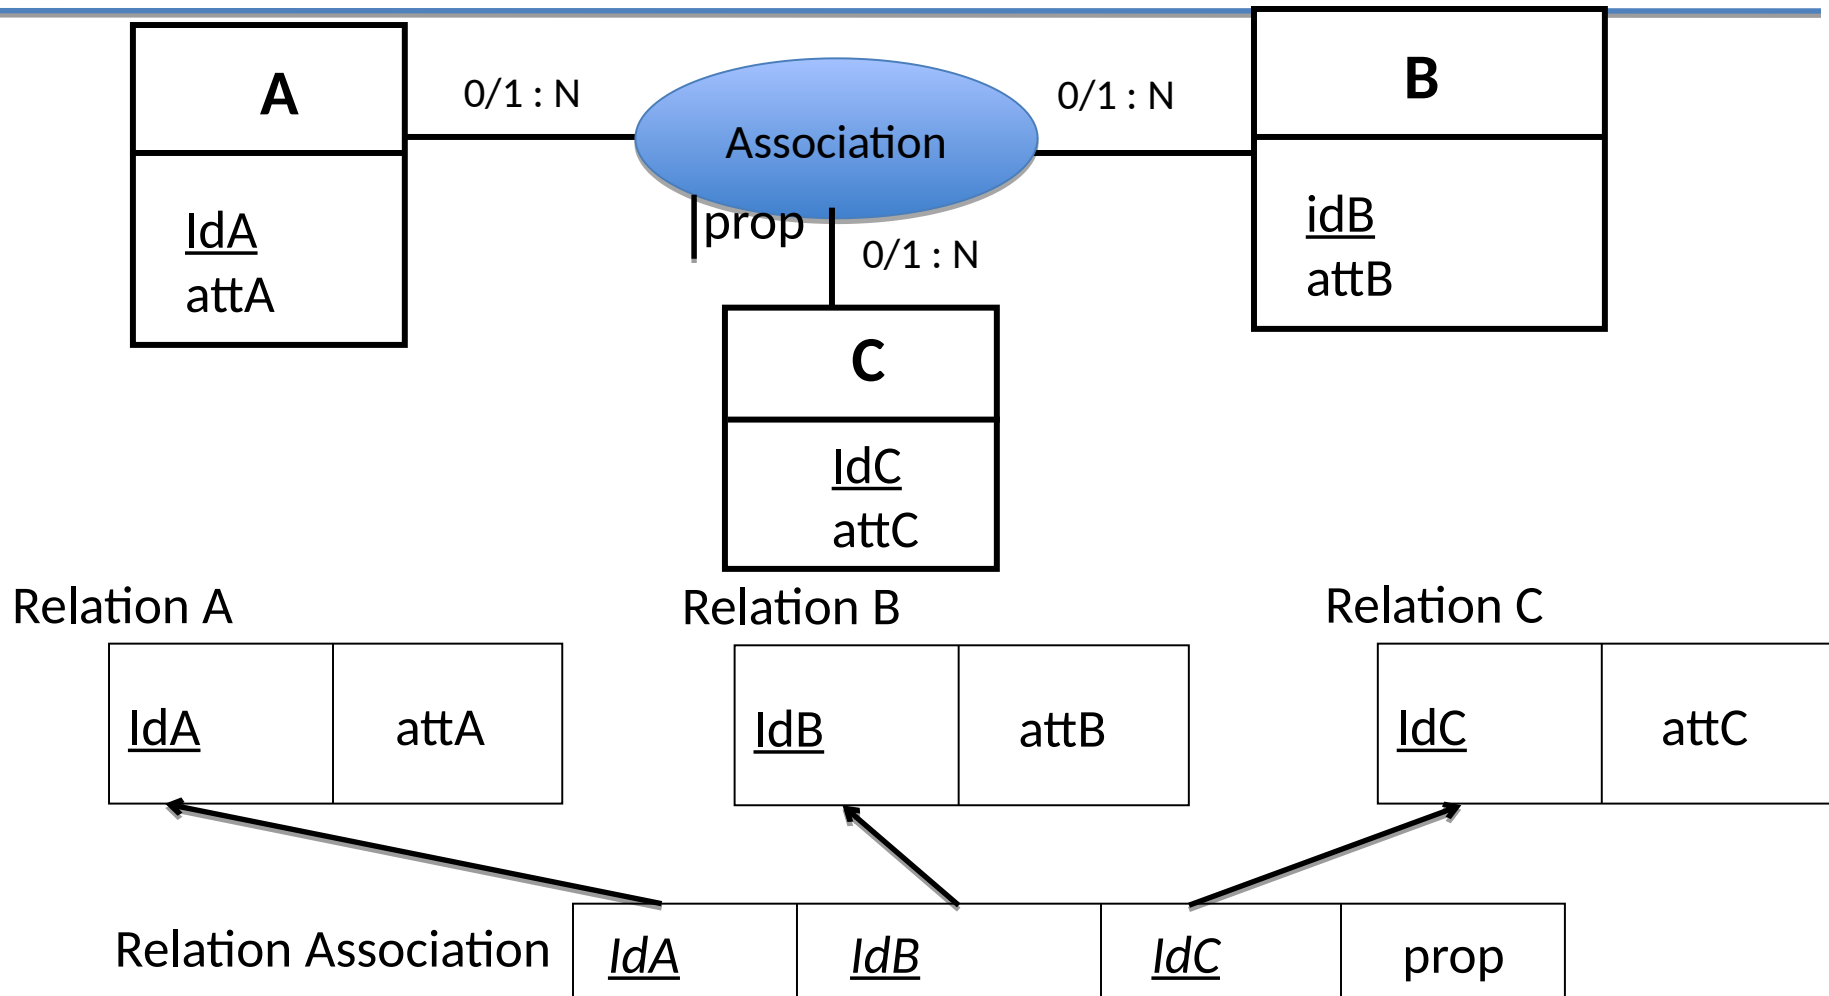 A
0/1 : N
Association
0/1 : N
B
IdA
attA
prop
0/1 : N
idB
attB
C
IdC
attC
Relation A
Relation B
Relation C
IdA
attA
IdB
attB
IdC
attC
Relation Association
IdA
IdB
IdC
prop